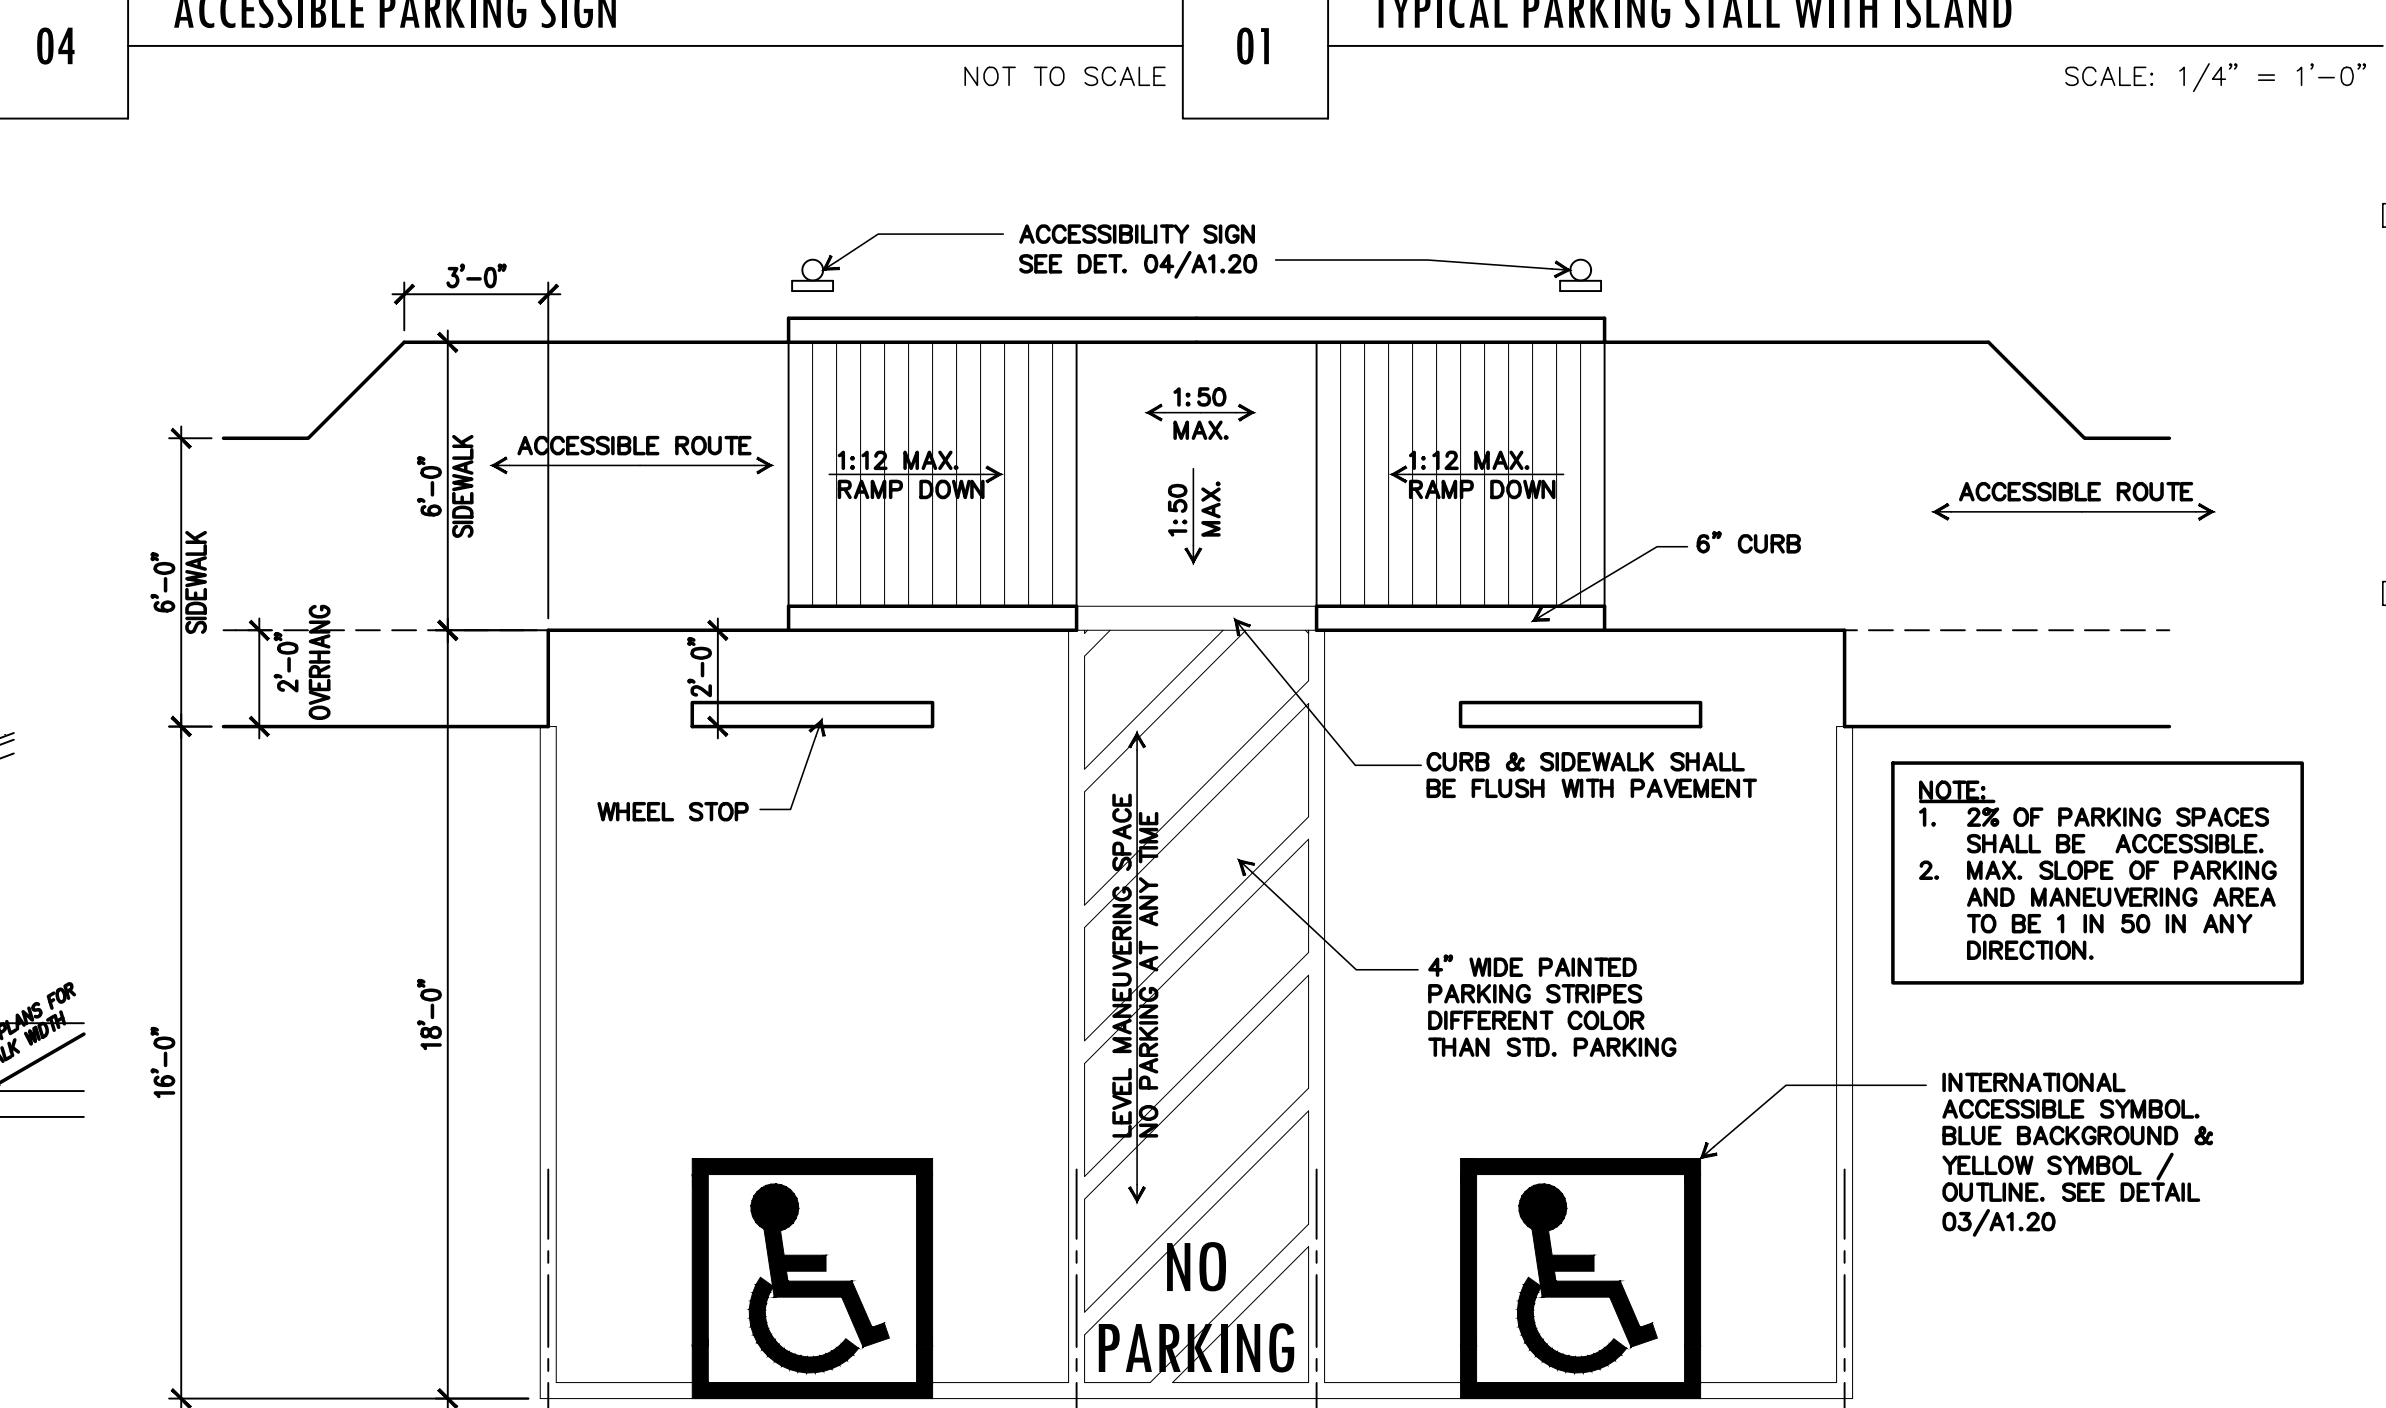 04
ACCESSIBLE PARKING SIGN
NOT TO SCALE
01
TYPICAL PARKING STALL WITH ISLAND
SCALE: 1/4" = 1'-0"
ACCESSIBILITY SIGN
SEE DET. 04/A1.20
3'-0"
6'-0"
SIDEWALK
ACCESSIBLE ROUTE
1:12 MAX.
RAMP DOWN
1:50
MAX.
1:50
MAX.
1:12 MAX.
RAMP DOWN
ACCESSIBLE ROUTE
6" CURB
6'-0"
SIDEWALK
2'-0"
OVERHANG
2'-0"
WHEEL STOP
CURB & SIDEWALK SHALL
BE FLUSH WITH PAVEMENT
NOTE:
1. 2% OF PARKING SPACES
SHALL BE ACCESSIBLE.
2. MAX. SLOPE OF PARKING
AND MANEUVERING AREA
TO BE 1 IN 50 IN ANY
DIRECTION.
LEVEL MANEUVERING SPACE
NO PARKING AT ANY TIME
4" WIDE PAINTED
PARKING STRIPES
DIFFERENT COLOR
THAN STD. PARKING
PLANS FOR
WIDTH
16'-0"
18'-0"
INTERNATIONAL
ACCESSIBLE SYMBOL.
BLUE BACKGROUND &
YELLOW SYMBOL /
OUTLINE. SEE DETAIL
03/A1.20
NO
PARKING